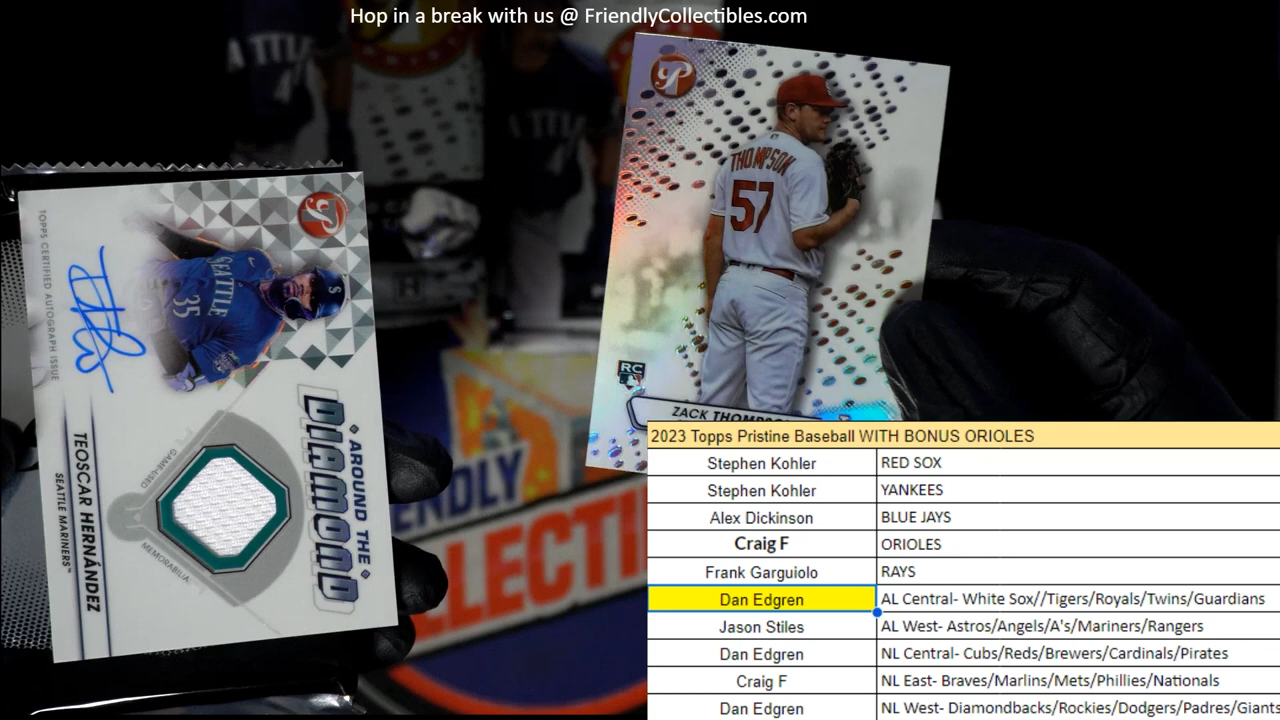 Hop in a break with us @ FriendlyCollectibles.com
TOPPS CERTIFIED AUTOGRAPH ISSUE
P
SEATTLE
35
S
AROUND THE
DIAMOND
GAME-USED
MEMORABILIA
TEOSCAR HERNÁNDEZ
SEATTLE MARINERS™
P
THOMPSON
57
RC
ZACK THOMPSON
2023 Topps Pristine Baseball WITH BONUS ORIOLES
Stephen Kohler RED SOX
Stephen Kohler YANKEES
Alex Dickinson BLUE JAYS
Craig F ORIOLES
Frank Garguiolo RAYS
Dan Edgren AL Central- White Sox//Tigers/Royals/Twins/Guardians
Jason Stiles AL West- Astros/Angels/A's/Mariners/Rangers
Dan Edgren NL Central- Cubs/Reds/Brewers/Cardinals/Pirates
Craig F NL East- Braves/Marlins/Mets/Phillies/Nationals
Dan Edgren NL West- Diamondbacks/Rockies/Dodgers/Padres/Giants